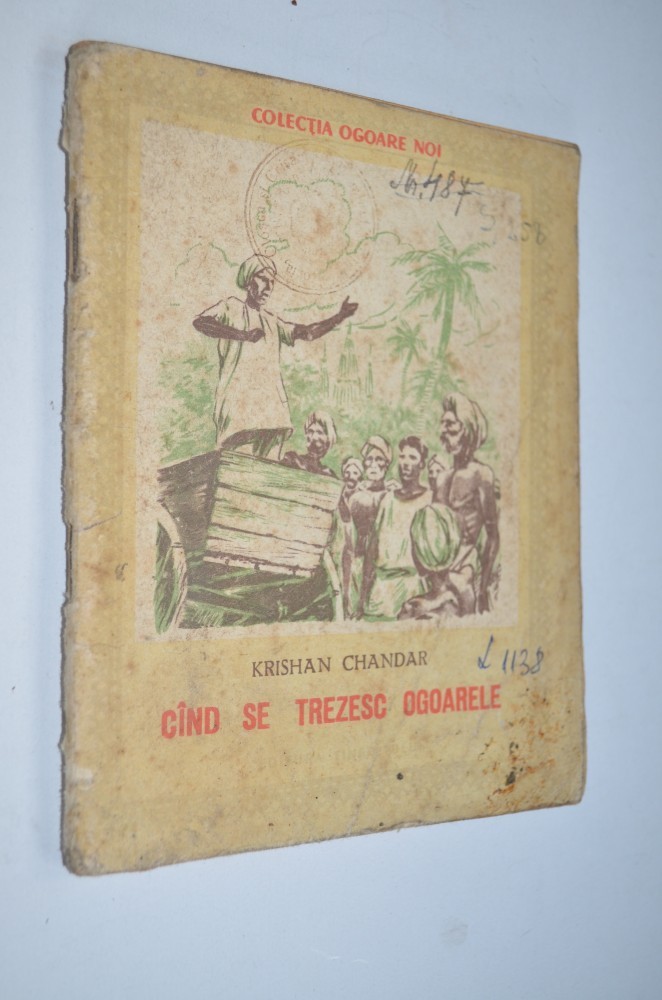 COLECȚIA OGOARE NOI
Nr. 487
KRISHAN CHANDAR
1138
CÎND SE TREZESC OGOARELE